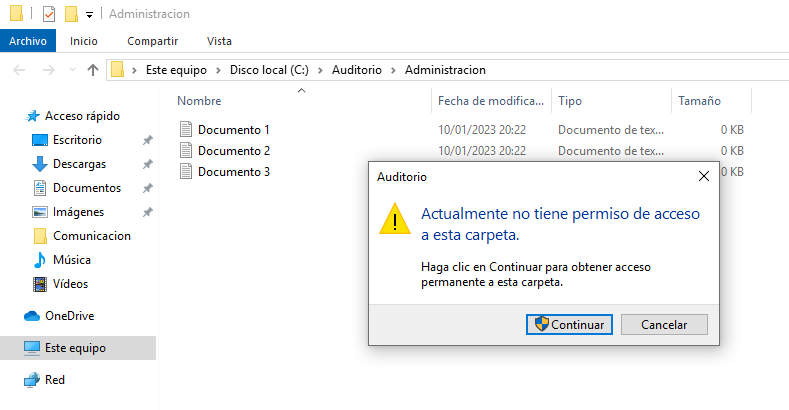 Administracion
Archivo Inicio Compartir Vista
Este equipo Disco local (C:) Auditorio Administracion
Nombre Fecha de modifica... Tipo Tamaño
Documento 1 10/01/2023 20:22 Documento de tex... 0 KB
Documento 2 10/01/2023 20:22 Documento de tex... 0 KB
Documento 3 0 KB
Acceso rápido
Escritorio
Descargas
Documentos
Imágenes
Comunicacion
Música
Vídeos
OneDrive
Este equipo
Red
Auditorio
Actualmente no tiene permiso de acceso
a esta carpeta.
Haga clic en Continuar para obtener acceso
permanente a esta carpeta.
Continuar Cancelar